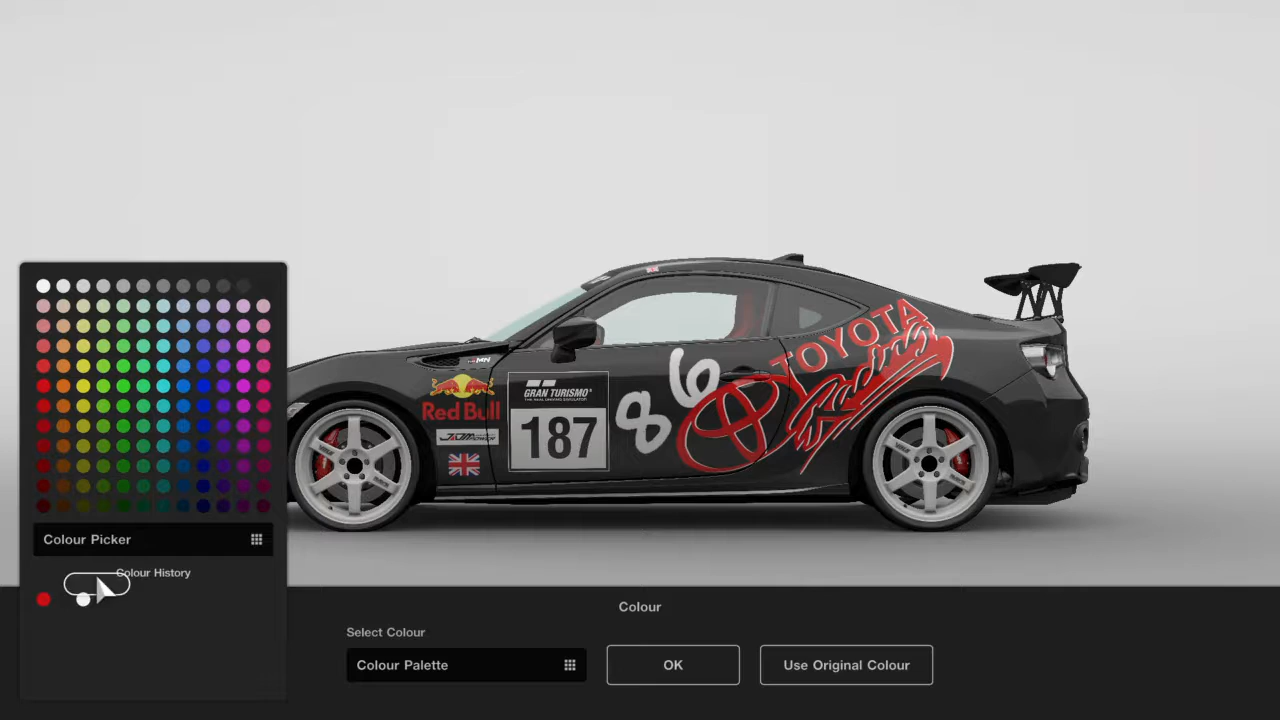 TOYOTA
Racing
86
Red Bull
GRAN TURISMO
THE REAL DRIVING SIMULATOR
187
Colour Picker
Colour History
Colour
Select Colour
Colour Palette
OK
Use Original Colour